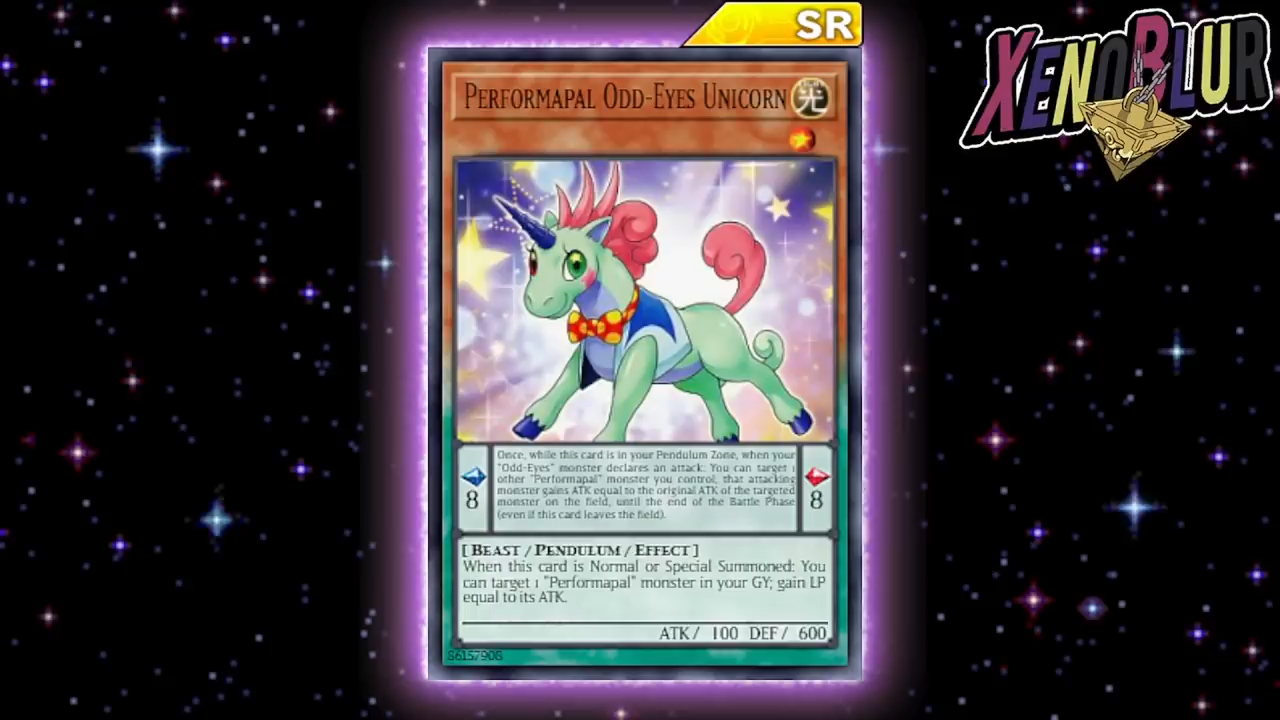 SR
XENOBLUR
PERFORMAPAL ODD-EYES UNICORN
光
Once, while this card is in your Pendulum Zone, when your
"Odd-Eyes" monster declares an attack: You can target 1
other "Performapal" monster you control; that attacking
monster gains ATK equal to the original ATK of the targeted
monster on the field, until the end of the Battle Phase
(even if this card leaves the field).
8
8
[ BEAST / PENDULUM / EFFECT ]
When this card is Normal or Special Summoned: You
can target 1 "Performapal" monster in your GY; gain LP
equal to its ATK.
ATK / 100 DEF / 600
86157908